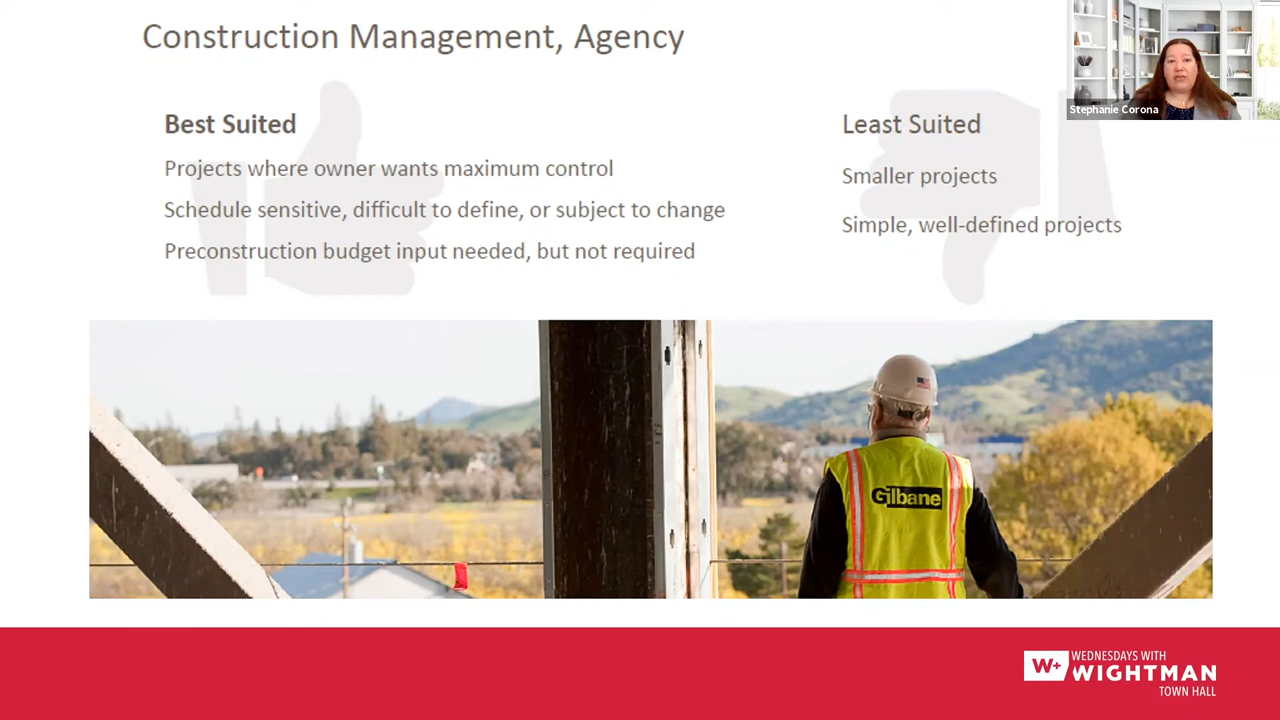 Construction Management, Agency
Stephanie Corona
Best Suited
Projects where owner wants maximum control
Schedule sensitive, difficult to define, or subject to change
Preconstruction budget input needed, but not required
Least Suited
Smaller projects
Simple, well-defined projects
Gilbane
W+
WEDNESDAYS WITH
WIGHTMAN
TOWN HALL